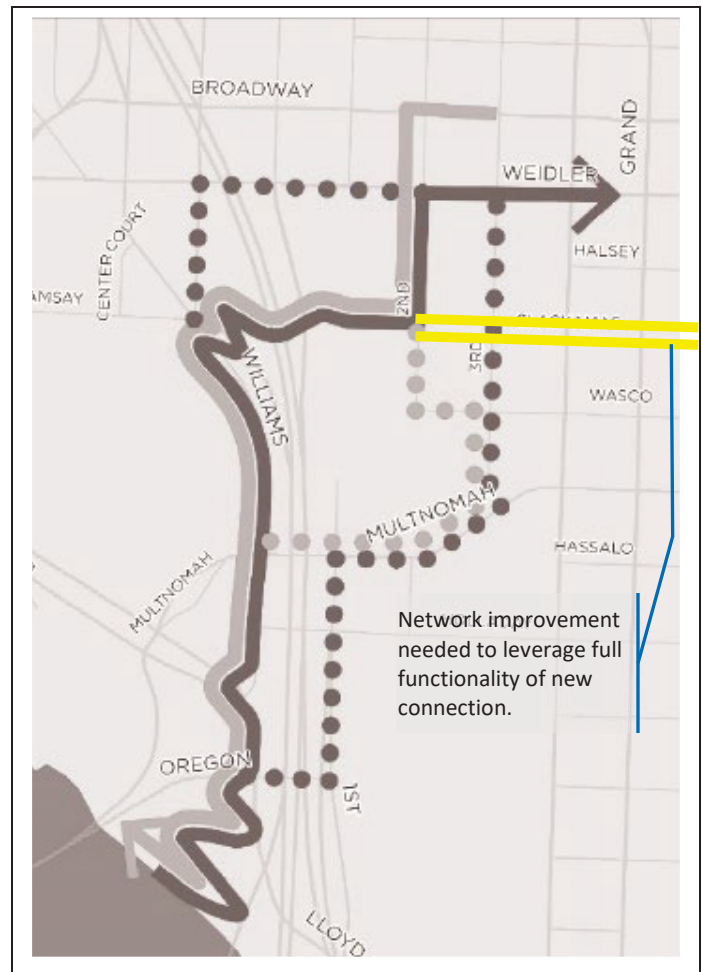 BROADWAY
GRAND
WEIDLER
CENTER COURT
HALSEY
AMSAY
2ND
3RD
WILLIAMS
WASCO
MULTNOMAH
HASSALO
MULTNOMAH
Network improvement
needed to leverage full
functionality of new
connection.
OREGON
1ST
LLOYD